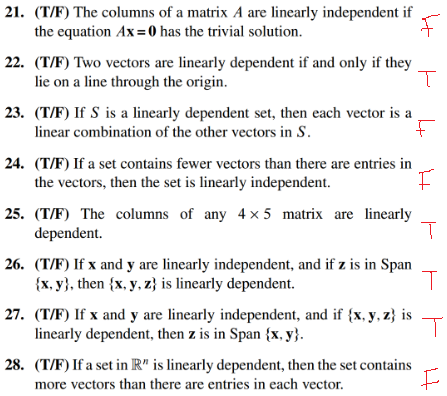 21. (T/F) The columns of a matrix A are linearly independent if F
the equation Ax = 0 has the trivial solution.
22. (T/F) Two vectors are linearly dependent if and only if they T
lie on a line through the origin.
23. (T/F) If S is a linearly dependent set, then each vector is a F
linear combination of the other vectors in S.
24. (T/F) If a set contains fewer vectors than there are entries in
the vectors, then the set is linearly independent. F
25. (T/F) The columns of any 4 × 5 matrix are linearly T
dependent.
26. (T/F) If x and y are linearly independent, and if z is in Span
{x, y}, then {x, y, z} is linearly dependent. T
27. (T/F) If x and y are linearly independent, and if {x, y, z} is T
linearly dependent, then z is in Span {x, y}.
28. (T/F) If a set in ℝⁿ is linearly dependent, then the set contains F
more vectors than there are entries in each vector.